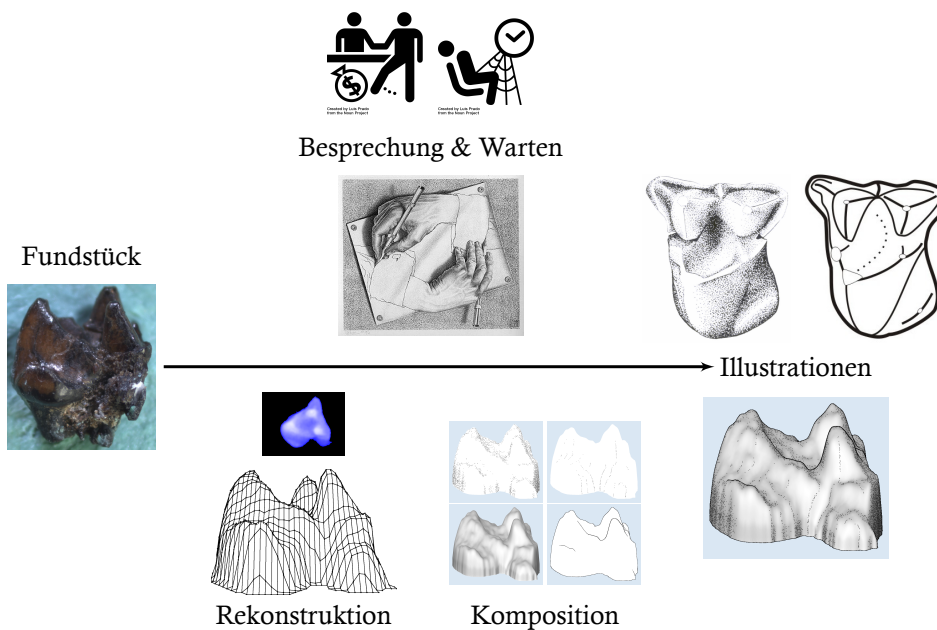 Created by Luis Prado
from the Noun Project
Created by Luis Prado
from the Noun Project
Besprechung & Warten
Fundstück
Illustrationen
Rekonstruktion
Komposition